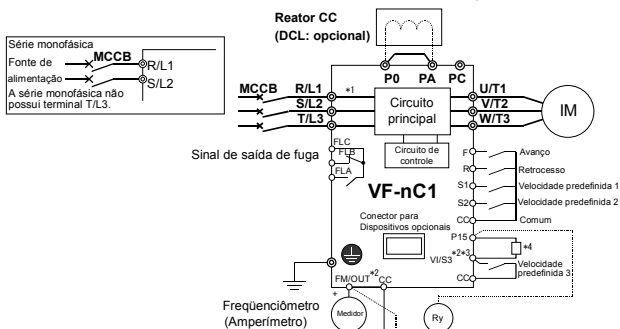 Reator CC
(DCL: opcional)
Série monofásica
Fonte de
alimentação
MCCB
R/L1
S/L2
A série monofásica não
possui terminal T/L3.
P0 PA PC
MCCB
R/L1
S/L2
T/L3
*1
Circuito
principal
U/T1
V/T2
W/T3
IM
Circuito de
controle
Sinal de saída de fuga
FLC
FLB
FLA
VF-nC1
F
Avanço
R
Retrocesso
S1
Velocidade predefinida 1
S2
Velocidade predefinida 2
CC
Comum
Conector para
Dispositivos opcionais
P15
*4
*2*3
VI/S3
Velocidade
predefinida 3
CC
FM/OUT *2 CC
+
Freqüenciômetro
(Amperímetro)
Medidor
Ry